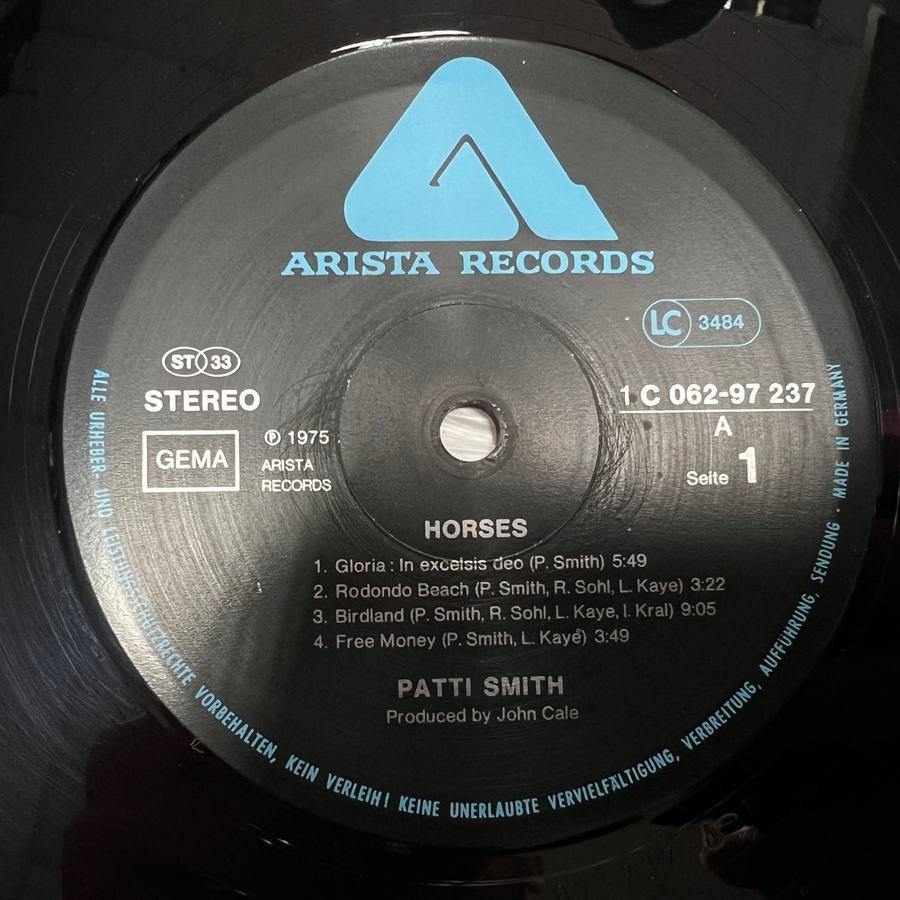 ARISTA RECORDS
LC 3484
ST 33
STEREO
GEMA
℗ 1975
ARISTA
RECORDS
1 C 062-97 237
A
Seite 1
HORSES
1. Gloria : In excelsis deo (P. Smith) 5:49
2. Rodondo Beach (P. Smith, R. Sohl, L. Kaye) 3:22
3. Birdland (P. Smith, R. Sohl, L. Kaye, I. Kral) 9:05
4. Free Money (P. Smith, L. Kaye) 3:49
PATTI SMITH
Produced by John Cale
ALLE URHEBER- UND LEISTUNGSSCHUTZRECHTE VORBEHALTEN, KEIN VERLEIH! KEINE UNERLAUBTE VERVIELFÄLTIGUNG, VERBREITUNG, AUFFÜHRUNG, SENDUNG · MADE IN GERMANY